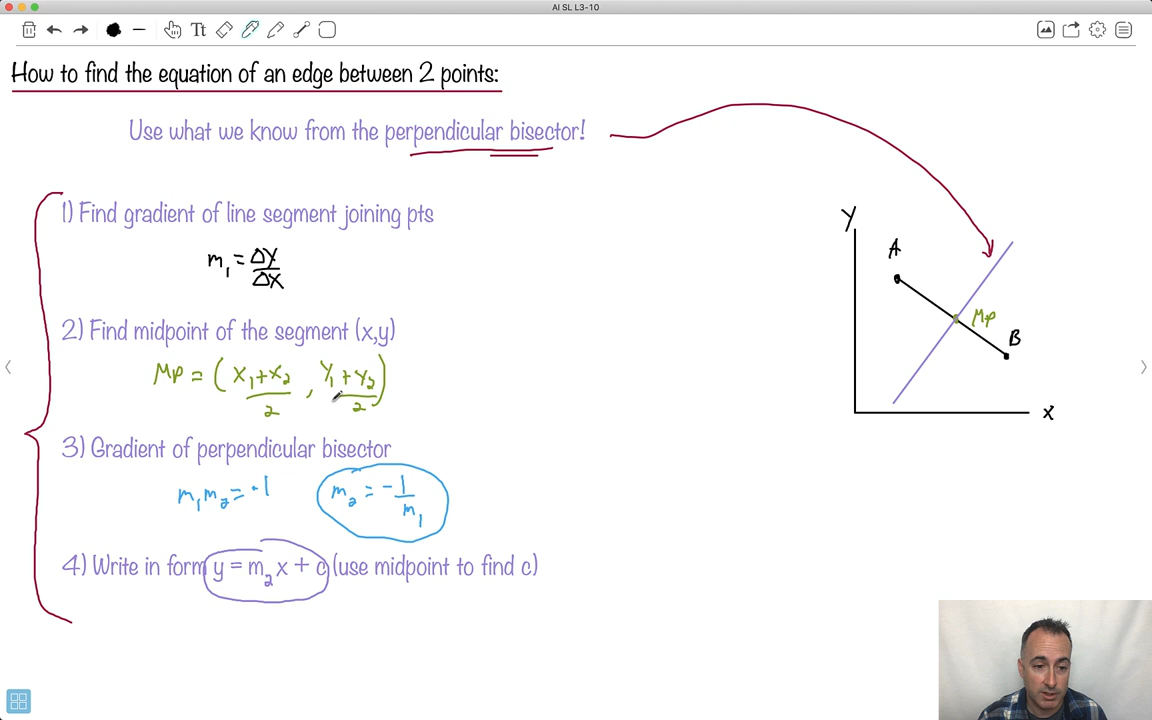 AI SL L3-10
Tt
How to find the equation of an edge between 2 points:
Use what we know from the perpendicular bisector!
1) Find gradient of line segment joining pts
m₁ = ΔY/ΔX
2) Find midpoint of the segment (x,y)
MP = (X₁+X₂/2, Y₁+Y₂/2)
3) Gradient of perpendicular bisector
m₁m₂ = -1 m₂ = -1/m₁
4) Write in form y = m₂x + c (use midpoint to find c)
Y
A
MP
B
X